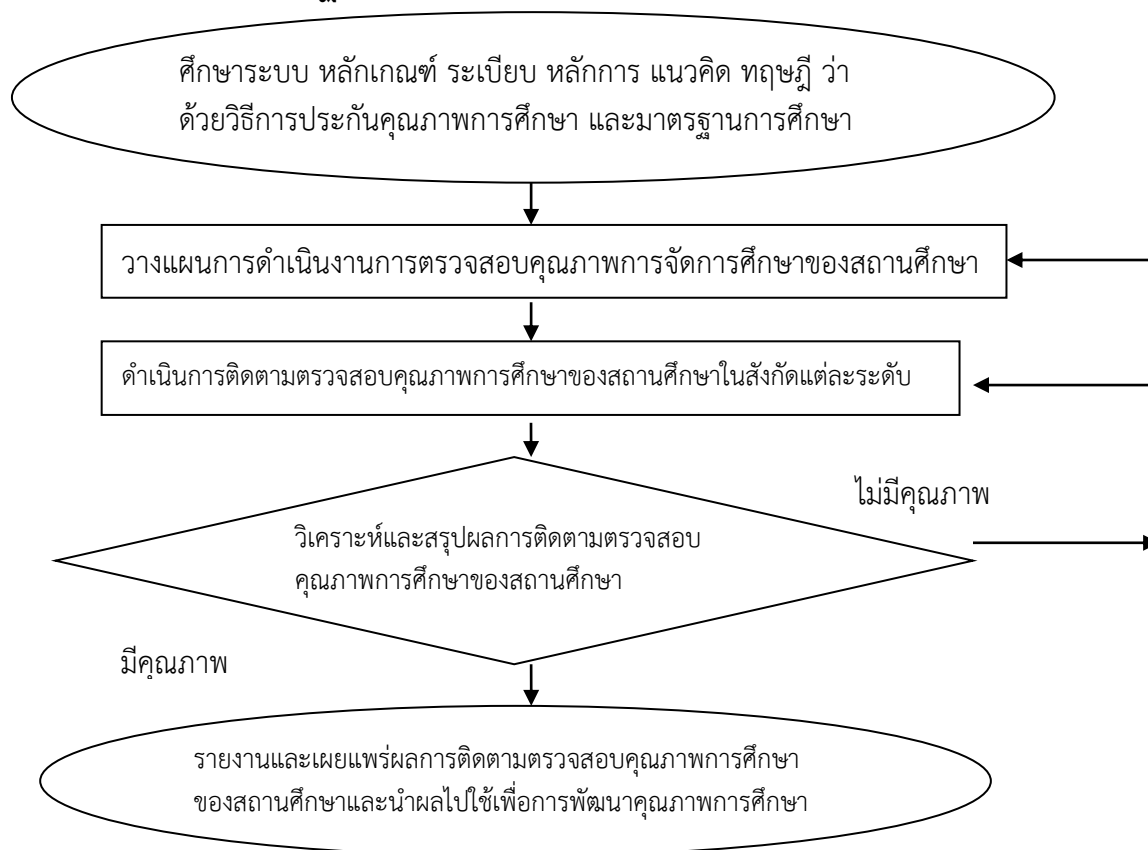 ศึกษาระบบ หลักเกณฑ์ ระเบียบ หลักการ แนวคิด ทฤษฎี ว่า
ด้วยวิธีการประกันคุณภาพการศึกษา และมาตรฐานการศึกษา
วางแผนการดำเนินงานการตรวจสอบคุณภาพการจัดการศึกษาของสถานศึกษา
ดำเนินการติดตามตรวจสอบคุณภาพการศึกษาของสถานศึกษาในสังกัดแต่ละระดับ
ไม่มีคุณภาพ
วิเคราะห์และสรุปผลการติดตามตรวจสอบ
คุณภาพการศึกษาของสถานศึกษา
มีคุณภาพ
รายงานและเผยแพร่ผลการติดตามตรวจสอบคุณภาพการศึกษา
ของสถานศึกษาและนำผลไปใช้เพื่อการพัฒนาคุณภาพการศึกษา